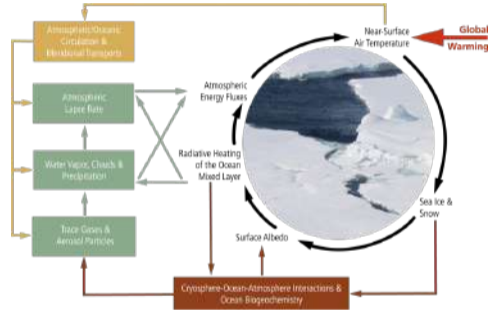 Atmospheric/Oceanic
Circulation &
Meridional Transports
Near-Surface
Air Temperature
Global
Warming
Atmospheric
Lapse Rate
Atmospheric
Energy Fluxes
Water Vapor, Clouds &
Precipitation
Radiative Heating
of the Ocean
Mixed Layer
Trace Gases
& Aerosol Particles
Surface Albedo
Sea Ice &
Snow
Cryosphere-Ocean-Atmosphere Interactions &
Ocean Biogeochemistry